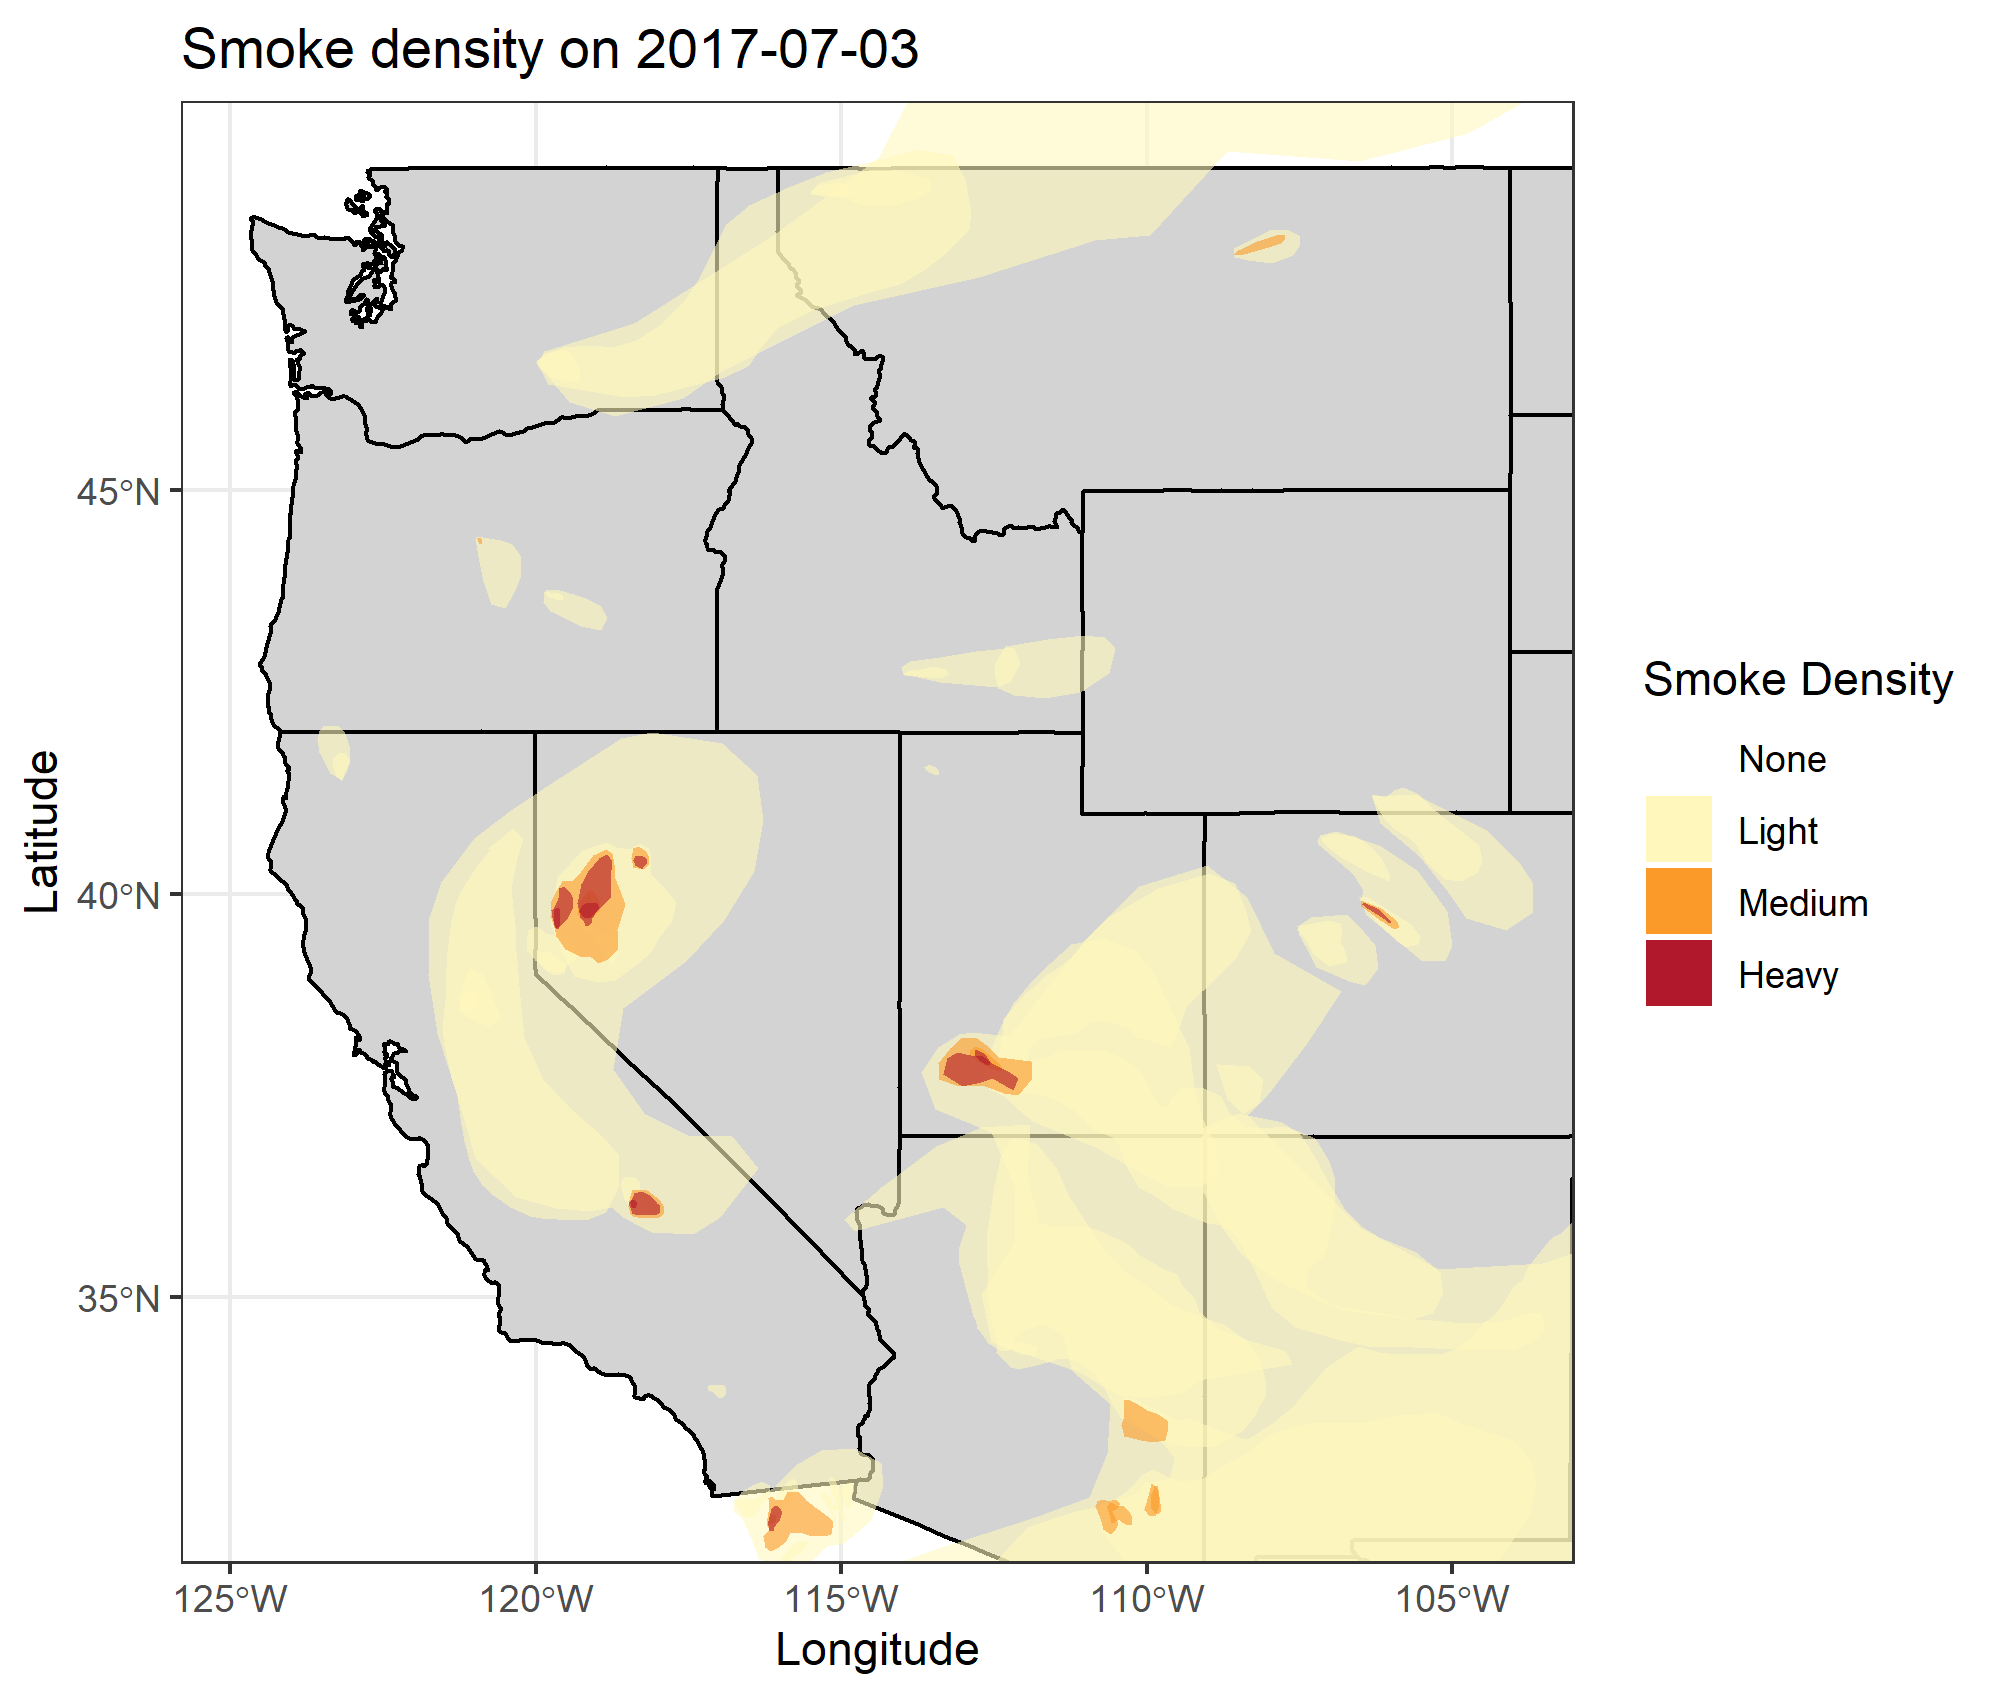 Smoke density on 2017-07-03
45°N
40°N
35°N
125°W
120°W
115°W
110°W
105°W
Longitude
Latitude
Smoke Density
None
Light
Medium
Heavy